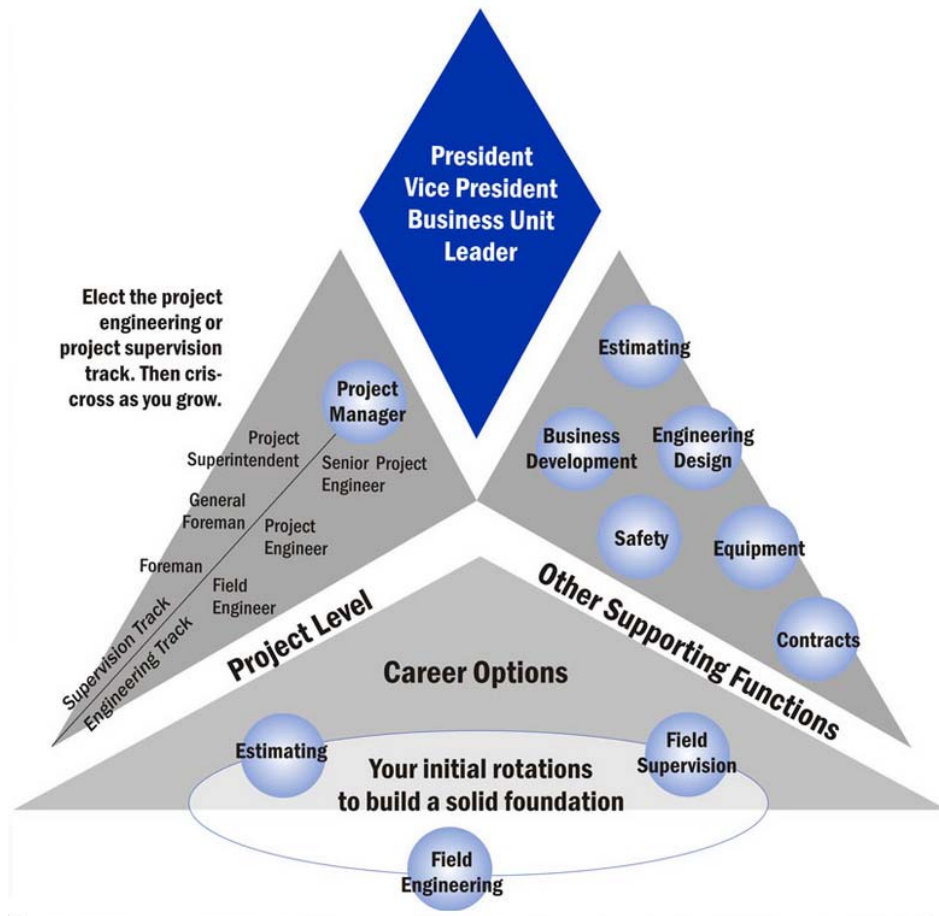 President
Vice President
Business Unit
Leader
Elect the project
engineering or
project supervision
track. Then cris-
cross as you grow.
Project
Manager
Project
Superintendent
Senior Project
Engineer
General
Foreman
Project
Engineer
Foreman
Field
Engineer
Supervision Track
Engineering Track
Project Level
Estimating
Business
Development
Engineering
Design
Safety
Equipment
Contracts
Other Supporting Functions
Career Options
Estimating
Field
Supervision
Your initial rotations
to build a solid foundation
Field
Engineering